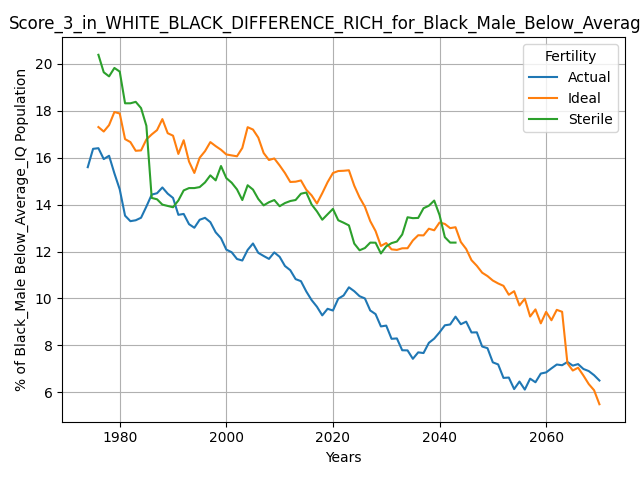 Score_3_in_WHITE_BLACK_DIFFERENCE_RICH_for_Black_Male_Below_Averag
Fertility
Actual
Ideal
Sterile
% of Black_Male Below_Average_IQ Population
20
18
16
14
12
10
8
6
1980
2000
2020
2040
2060
Years